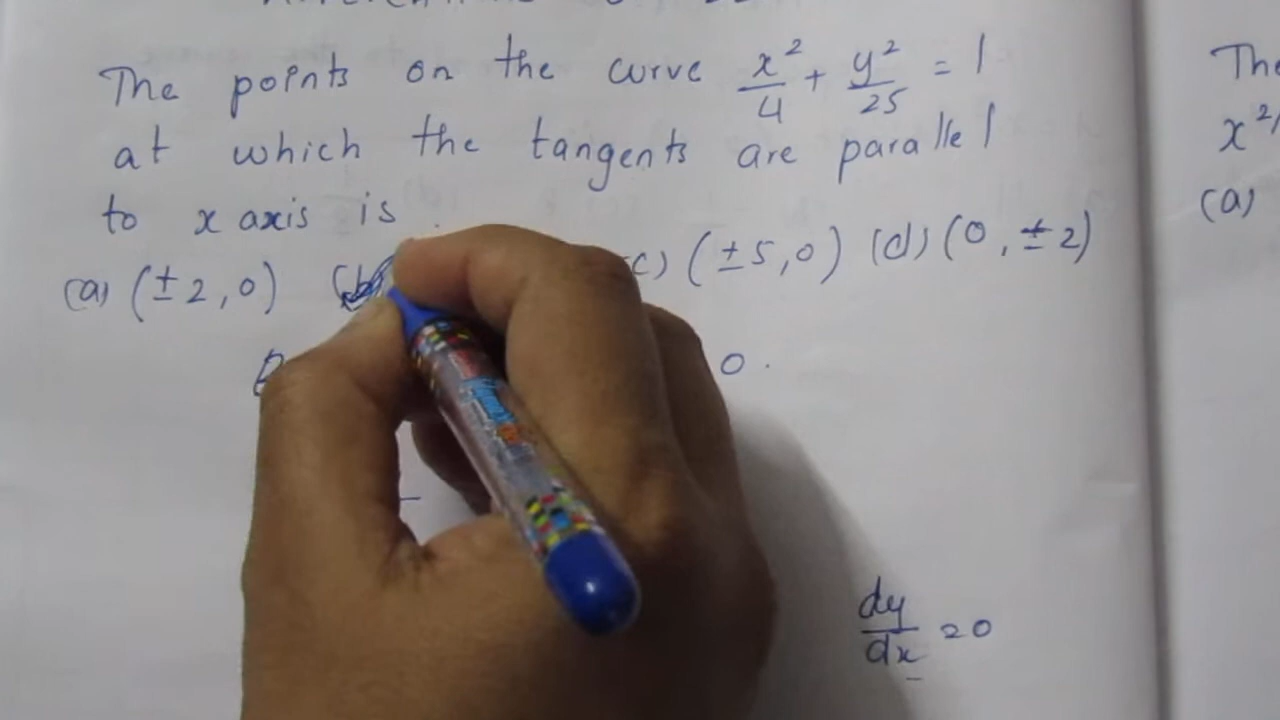 The points on the curve x²/4 + y²/25 = 1
at which the tangents are parallel
to x axis is
(a) (±2,0) (b) (c) (±5,0) (d) (0, ±2)
0.
dy/dx = 0
The
x²/
(a)